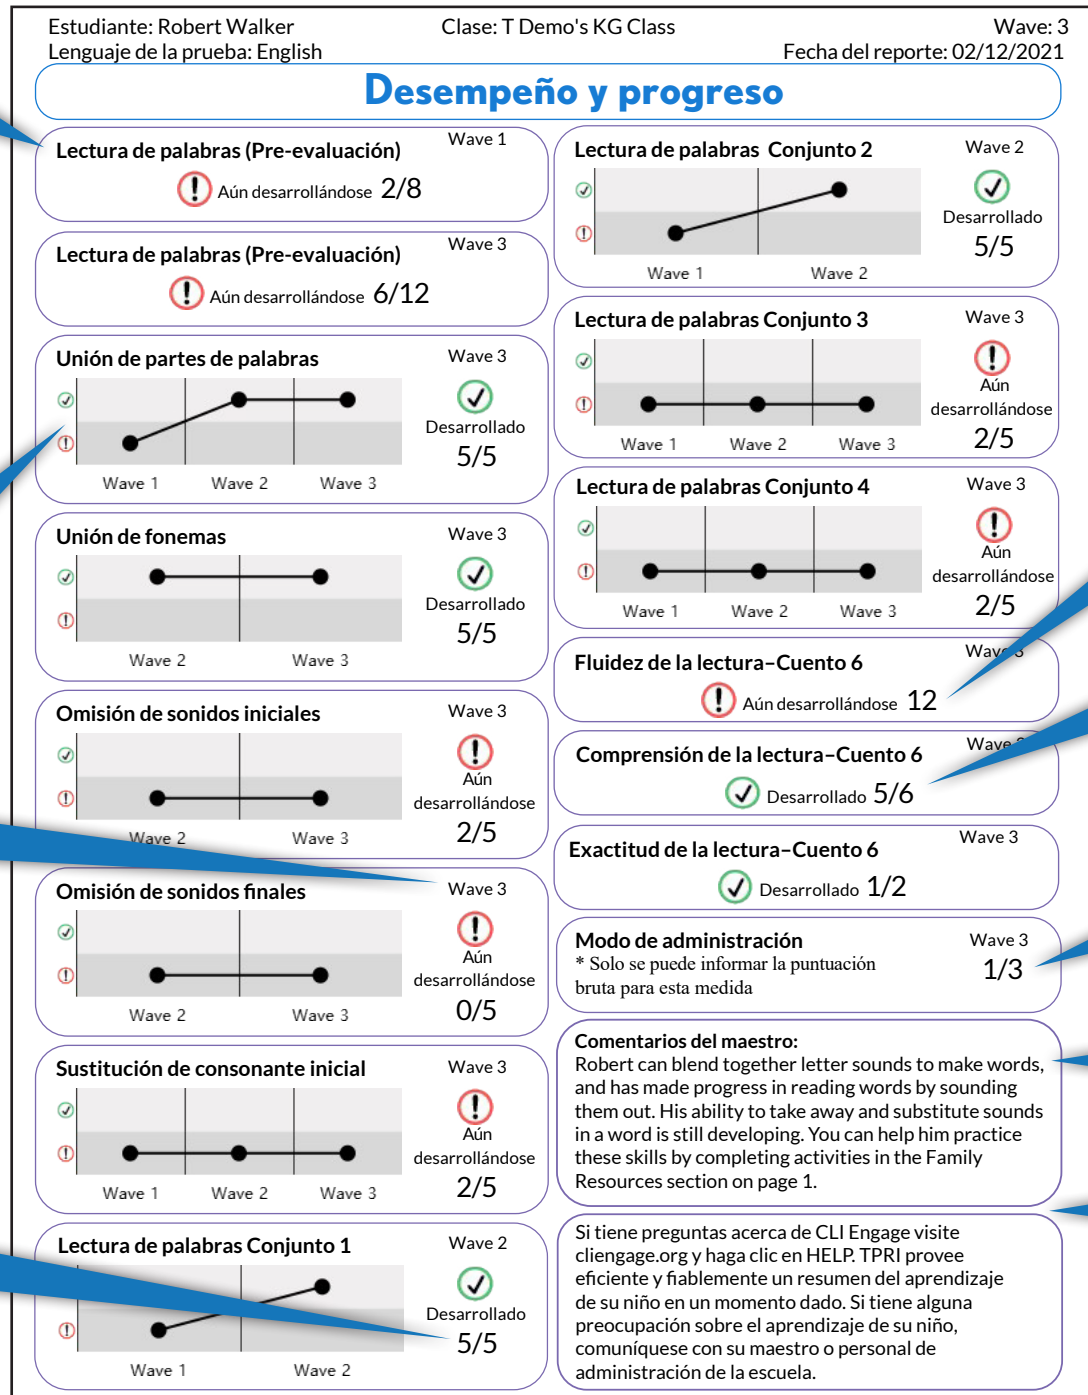 Estudiante: Robert Walker
Clase: T Demo's KG Class
Wave: 3
Lenguaje de la prueba: English
Fecha del reporte: 02/12/2021
Desempeño y progreso
Lectura de palabras (Pre-evaluación)
Wave 1
Aún desarrollándose 2/8
Lectura de palabras (Pre-evaluación)
Wave 3
Aún desarrollándose 6/12
Unión de partes de palabras
Wave 3
Desarrollado
5/5
Wave 1 Wave 2 Wave 3
Unión de fonemas
Wave 3
Desarrollado
5/5
Wave 2 Wave 3
Omisión de sonidos iniciales
Wave 3
Aún
desarrollándose
2/5
Wave 2 Wave 3
Omisión de sonidos finales
Wave 3
Aún
desarrollándose
0/5
Wave 2 Wave 3
Sustitución de consonante inicial
Wave 3
Aún
desarrollándose
2/5
Wave 1 Wave 2 Wave 3
Lectura de palabras Conjunto 1
Wave 2
Desarrollado
5/5
Wave 1 Wave 2
Lectura de palabras Conjunto 2
Wave 2
Desarrollado
5/5
Wave 1 Wave 2
Lectura de palabras Conjunto 3
Wave 3
Aún
desarrollándose
2/5
Wave 1 Wave 2 Wave 3
Lectura de palabras Conjunto 4
Wave 3
Aún
desarrollándose
2/5
Wave 1 Wave 2 Wave 3
Fluidez de la lectura–Cuento 6
Wave 3
Aún desarrollándose 12
Comprensión de la lectura–Cuento 6
Wave
Desarrollado 5/6
Exactitud de la lectura–Cuento 6
Wave 3
Desarrollado 1/2
Modo de administración
Wave 3
* Solo se puede informar la puntuación
bruta para esta medida
1/3
Comentarios del maestro:
Robert can blend together letter sounds to make words,
and has made progress in reading words by sounding
them out. His ability to take away and substitute sounds
in a word is still developing. You can help him practice
these skills by completing activities in the Family
Resources section on page 1.
Si tiene preguntas acerca de CLI Engage visite
cliengage.org y haga clic en HELP. TPRI provee
eficiente y fiablemente un resumen del aprendizaje
de su niño en un momento dado. Si tiene alguna
preocupación sobre el aprendizaje de su niño,
comuníquese con su maestro o personal de
administración de la escuela.